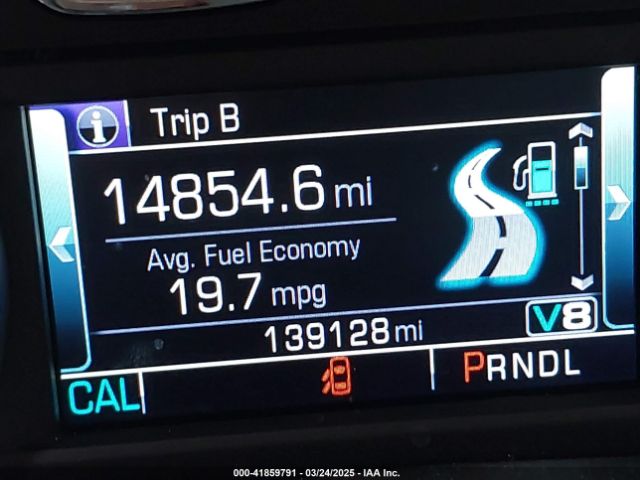 Trip B
14854.6 mi
Avg. Fuel Economy
19.7 mpg
V8
139128 mi
CAL
PRNDL
000-41859791 - 03/24/2025 - IAA Inc.